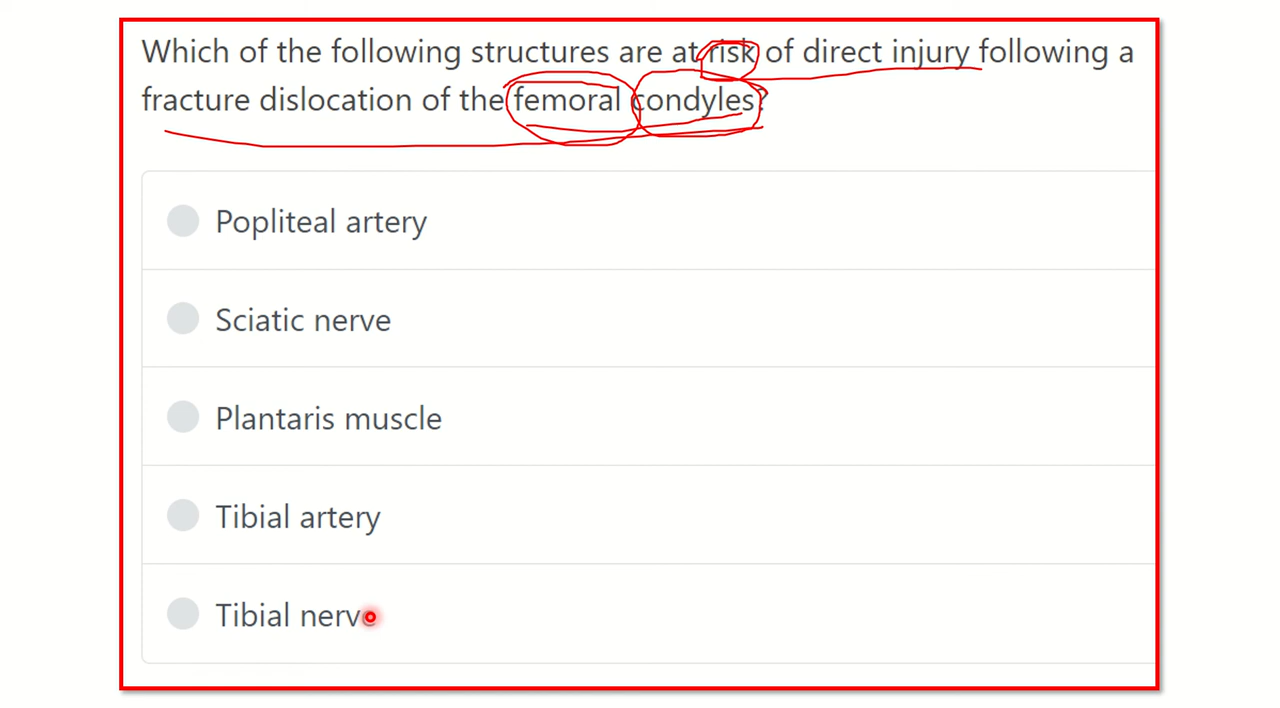 Which of the following structures are at risk of direct injury following a
fracture dislocation of the femoral condyles?
Popliteal artery
Sciatic nerve
Plantaris muscle
Tibial artery
Tibial nerve